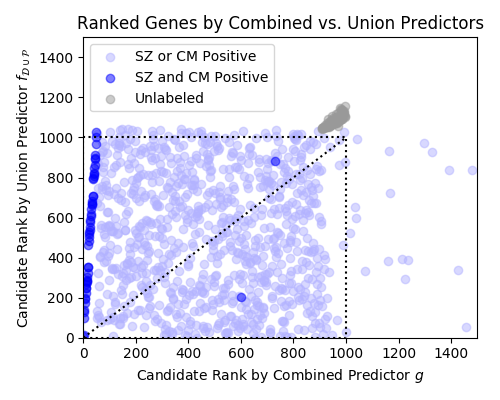 Ranked Genes by Combined vs. Union Predictors
SZ or CM Positive
SZ and CM Positive
Unlabeled
Candidate Rank by Union Predictor f_{𝒟∪𝒫}
1400
1200
1000
800
600
400
200
0
0 200 400 600 800 1000 1200 1400
Candidate Rank by Combined Predictor g